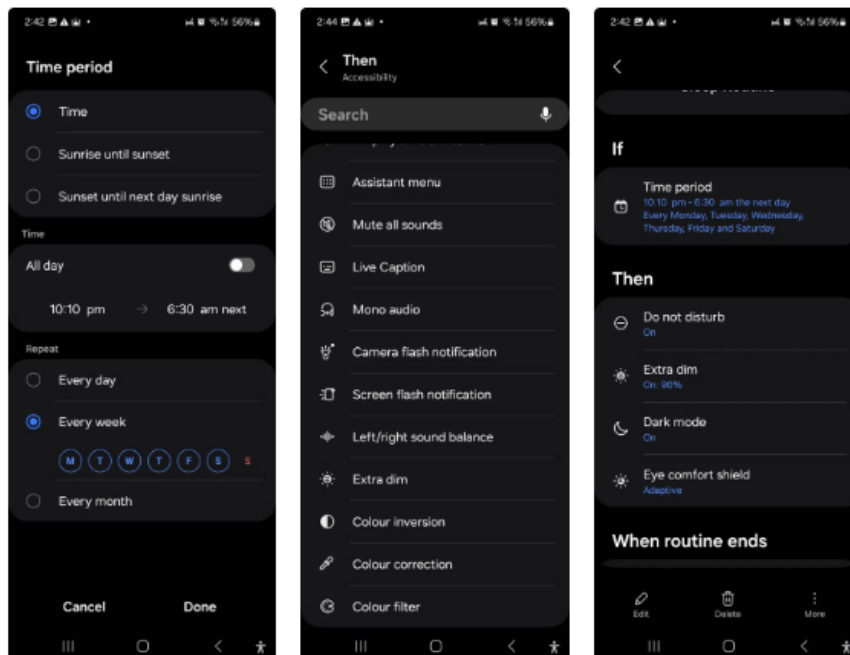 2:42
56%
Time period
Time
Sunrise until sunset
Sunset until next day sunrise
Time
All day
10:10 pm → 6:30 am next
Repeat
Every day
Every week
M T W T F S S
Every month
Cancel Done
2:44
56%
Then
Accessibility
Search
Assistant menu
Mute all sounds
Live Caption
Mono audio
Camera flash notification
Screen flash notification
Left/right sound balance
Extra dim
Colour inversion
Colour correction
Colour filter
2:42
56%
If
Time period
10:10 pm - 6:30 am the next day
Every Monday, Tuesday, Wednesday,
Thursday, Friday and Saturday
Then
Do not disturb
On
Extra dim
On: 90%
Dark mode
On
Eye comfort shield
Adaptive
When routine ends
Edit Delete More